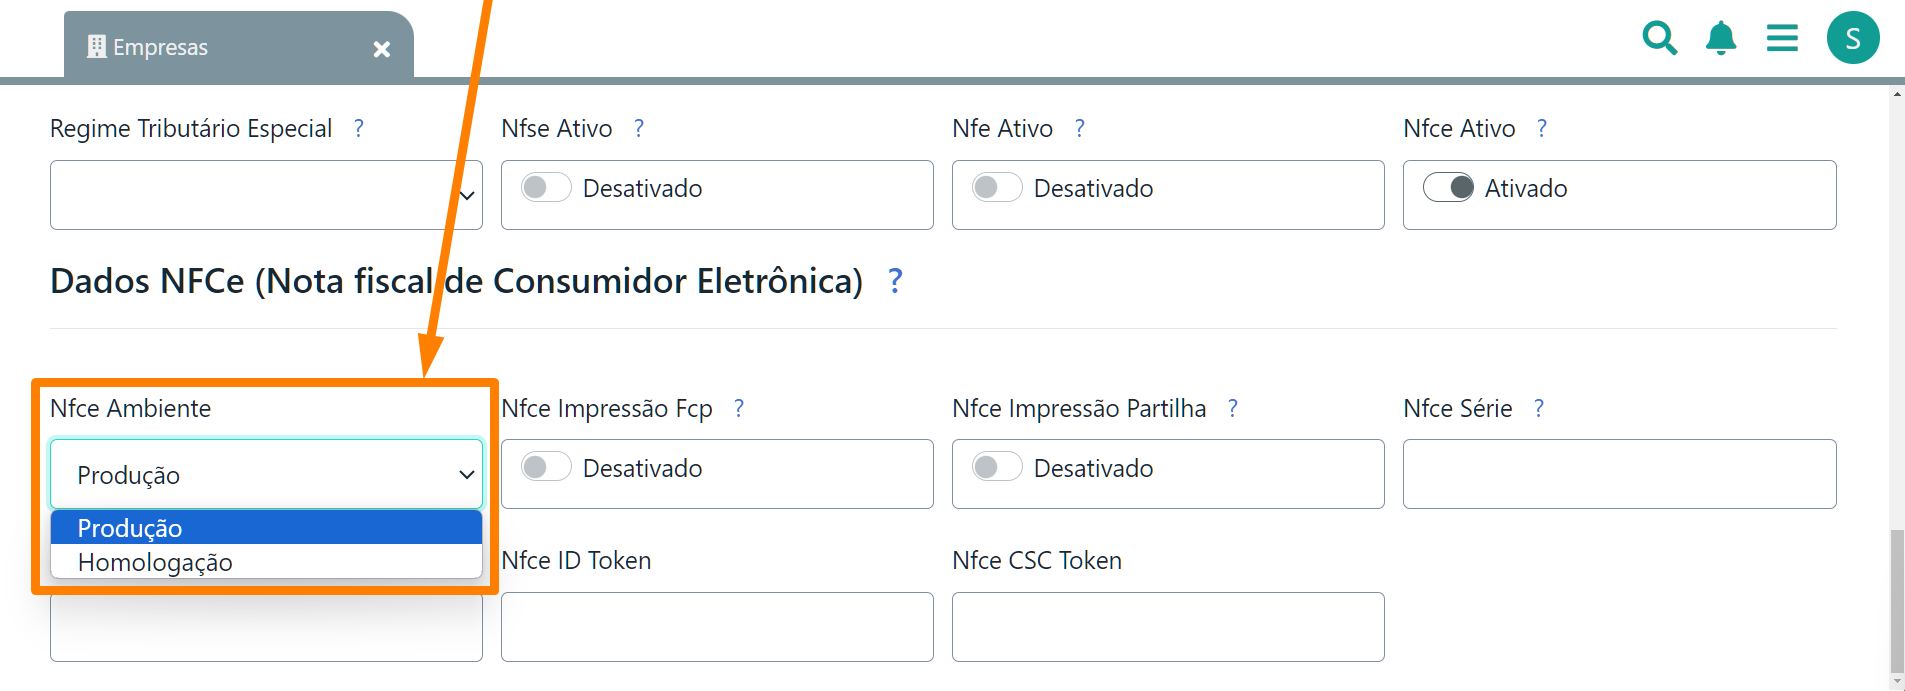 Empresas
S
Regime Tributário Especial ?
Nfse Ativo ?
Nfe Ativo ?
Nfce Ativo ?
Desativado
Desativado
Ativado
Dados NFCe (Nota fiscal de Consumidor Eletrônica) ?
Nfce Ambiente
Nfce Impressão Fcp ?
Nfce Impressão Partilha ?
Nfce Série ?
Produção
Desativado
Desativado
Produção
Homologação
Nfce ID Token
Nfce CSC Token